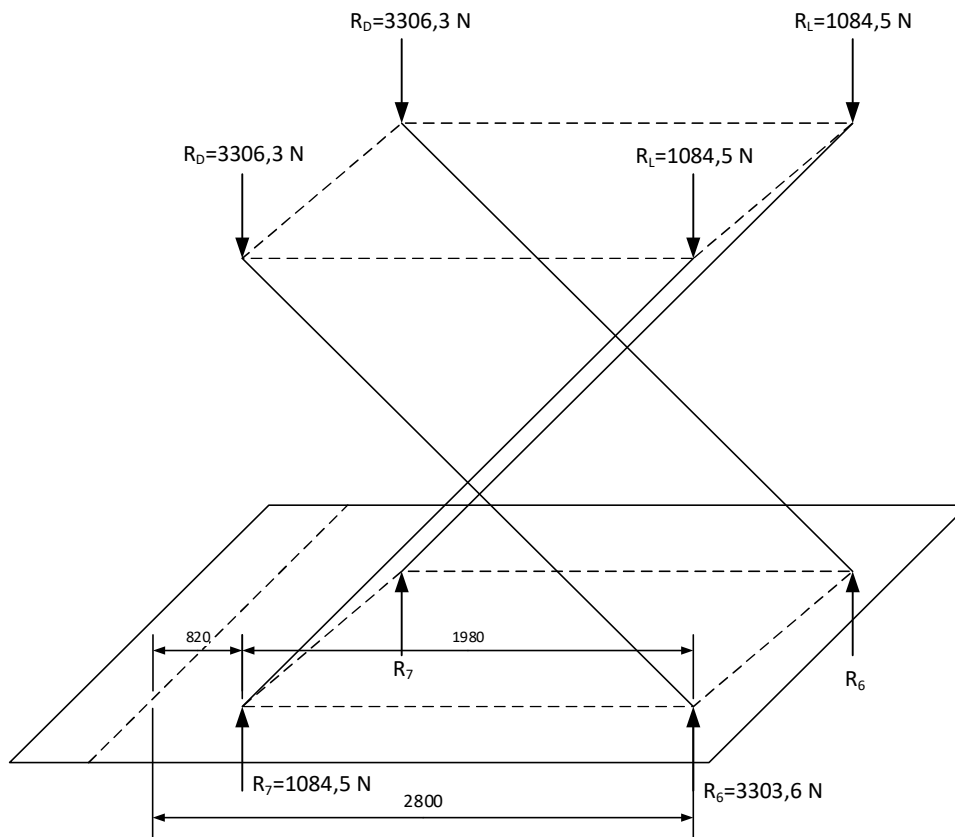 R_D=3306,3 N
R_L=1084,5 N
R_D=3306,3 N
R_L=1084,5 N
820
1980
R_7
R_6
R_7=1084,5 N
R_6=3303,6 N
2800